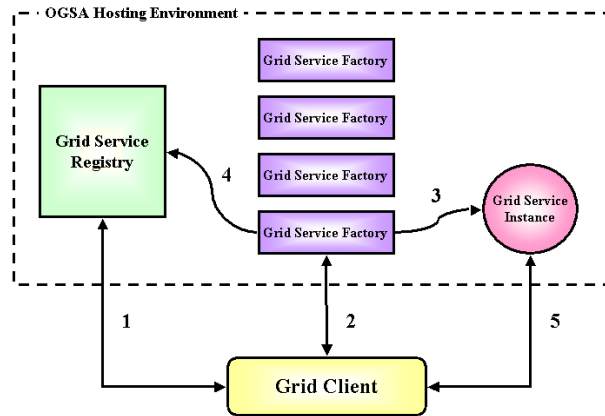 OGSA Hosting Environment
Grid Service Factory
Grid Service Factory
Grid Service
Registry
Grid Service Factory
4
3
Grid Service
Instance
Grid Service Factory
1
2
5
Grid Client